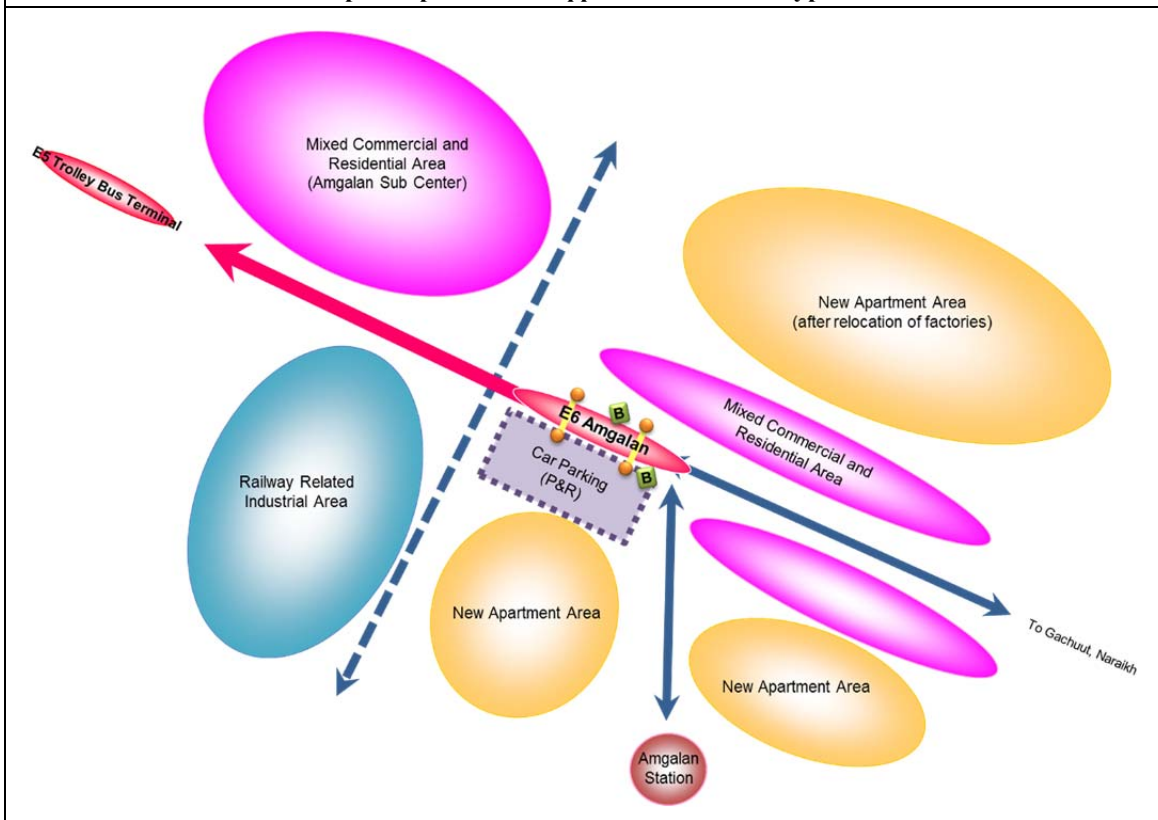 Mixed Commercial and
Residential Area
(Amgalan Sub Center)
E5 Trolley Bus Terminal
New Apartment Area
(after relocation of factories)
B
E6 Amgalan
Mixed Commercial and
Residential Area
Car Parking
(P&R)
B
Railway Related
Industrial Area
New Apartment Area
To Gachuut, Naraikh
New Apartment Area
Amgalan
Station